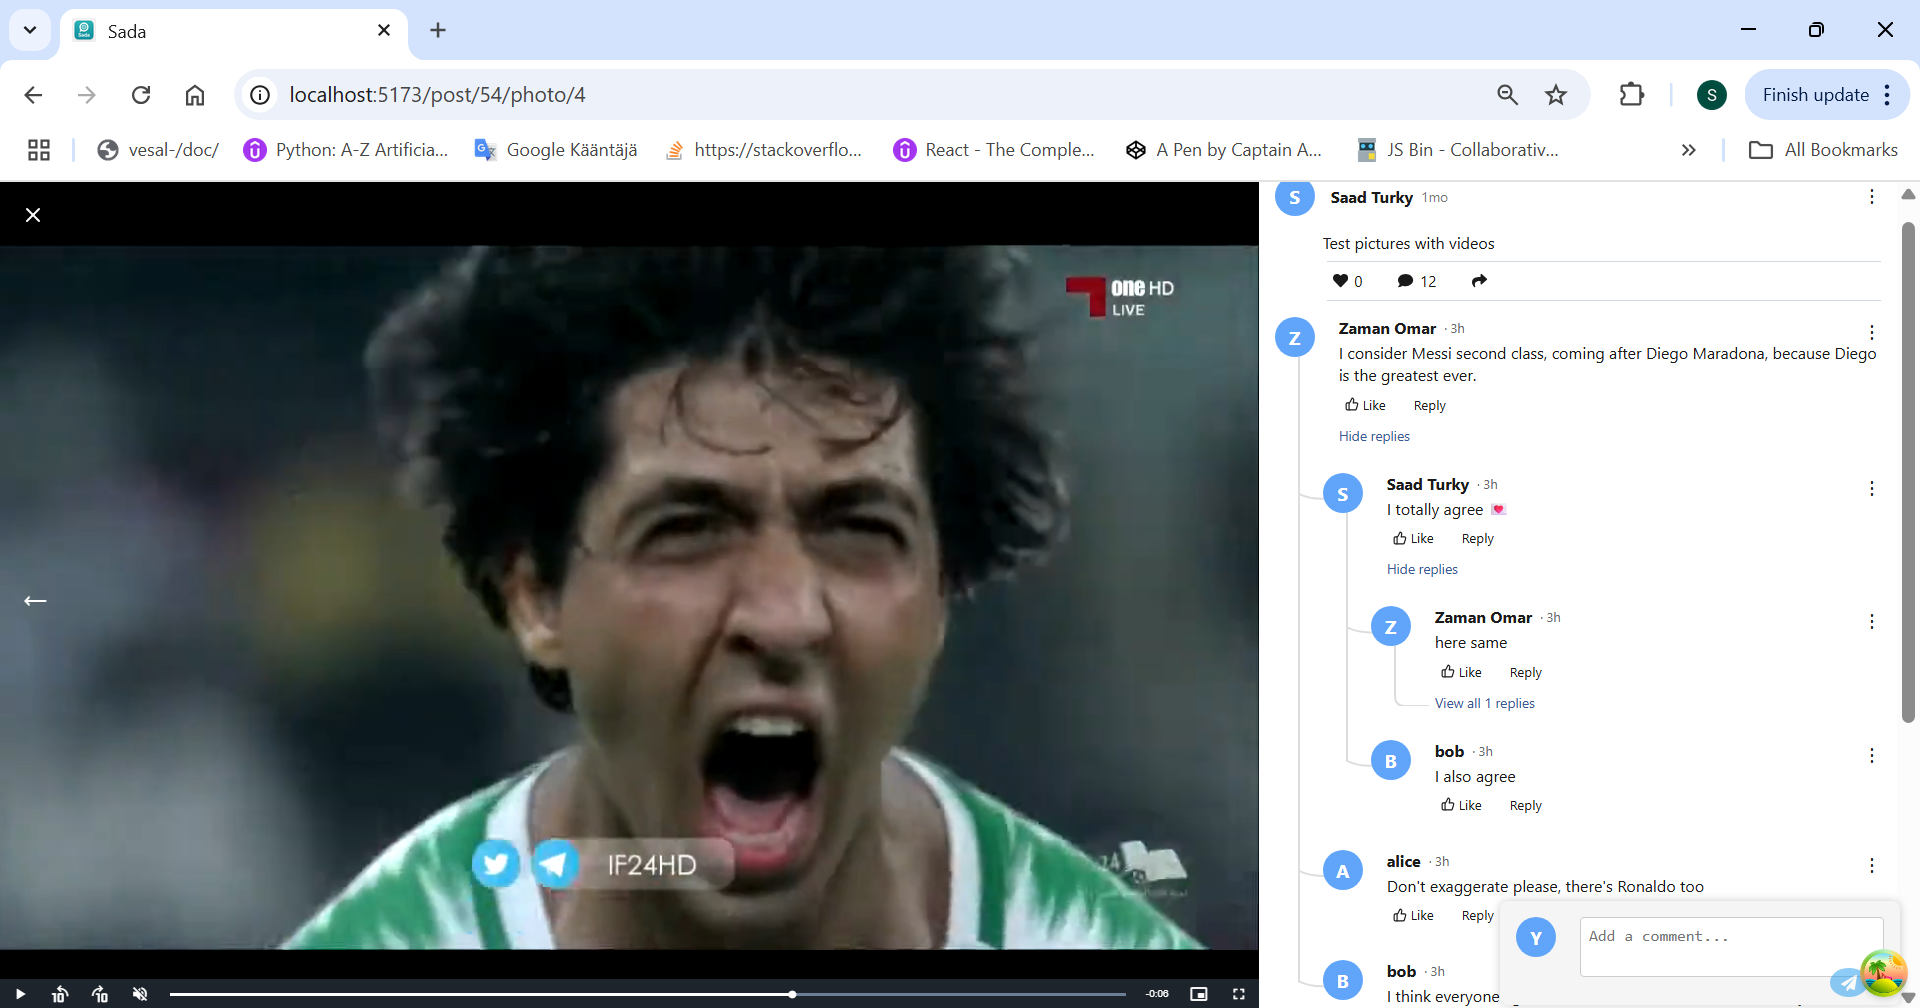 Sada
localhost:5173/post/54/photo/4
S
Finish update
vesal-/doc/
Python: A-Z Artificia...
Google Kääntäjä
https://stackoverflo...
React - The Comple...
A Pen by Captain A...
JS Bin - Collaborativ...
All Bookmarks
one HD
LIVE
IF24HD
-0:06
S
Saad Turky 1mo
Test pictures with videos
0
12
Z
Zaman Omar · 3h
I consider Messi second class, coming after Diego Maradona, because Diego
is the greatest ever.
Like Reply
Hide replies
S
Saad Turky · 3h
I totally agree 💌
Like Reply
Hide replies
Z
Zaman Omar · 3h
here same
Like Reply
View all 1 replies
B
bob · 3h
I also agree
Like Reply
A
alice · 3h
Don't exaggerate please, there's Ronaldo too
Like Reply
B
bob · 3h
I think everyone
Y
Add a comment...